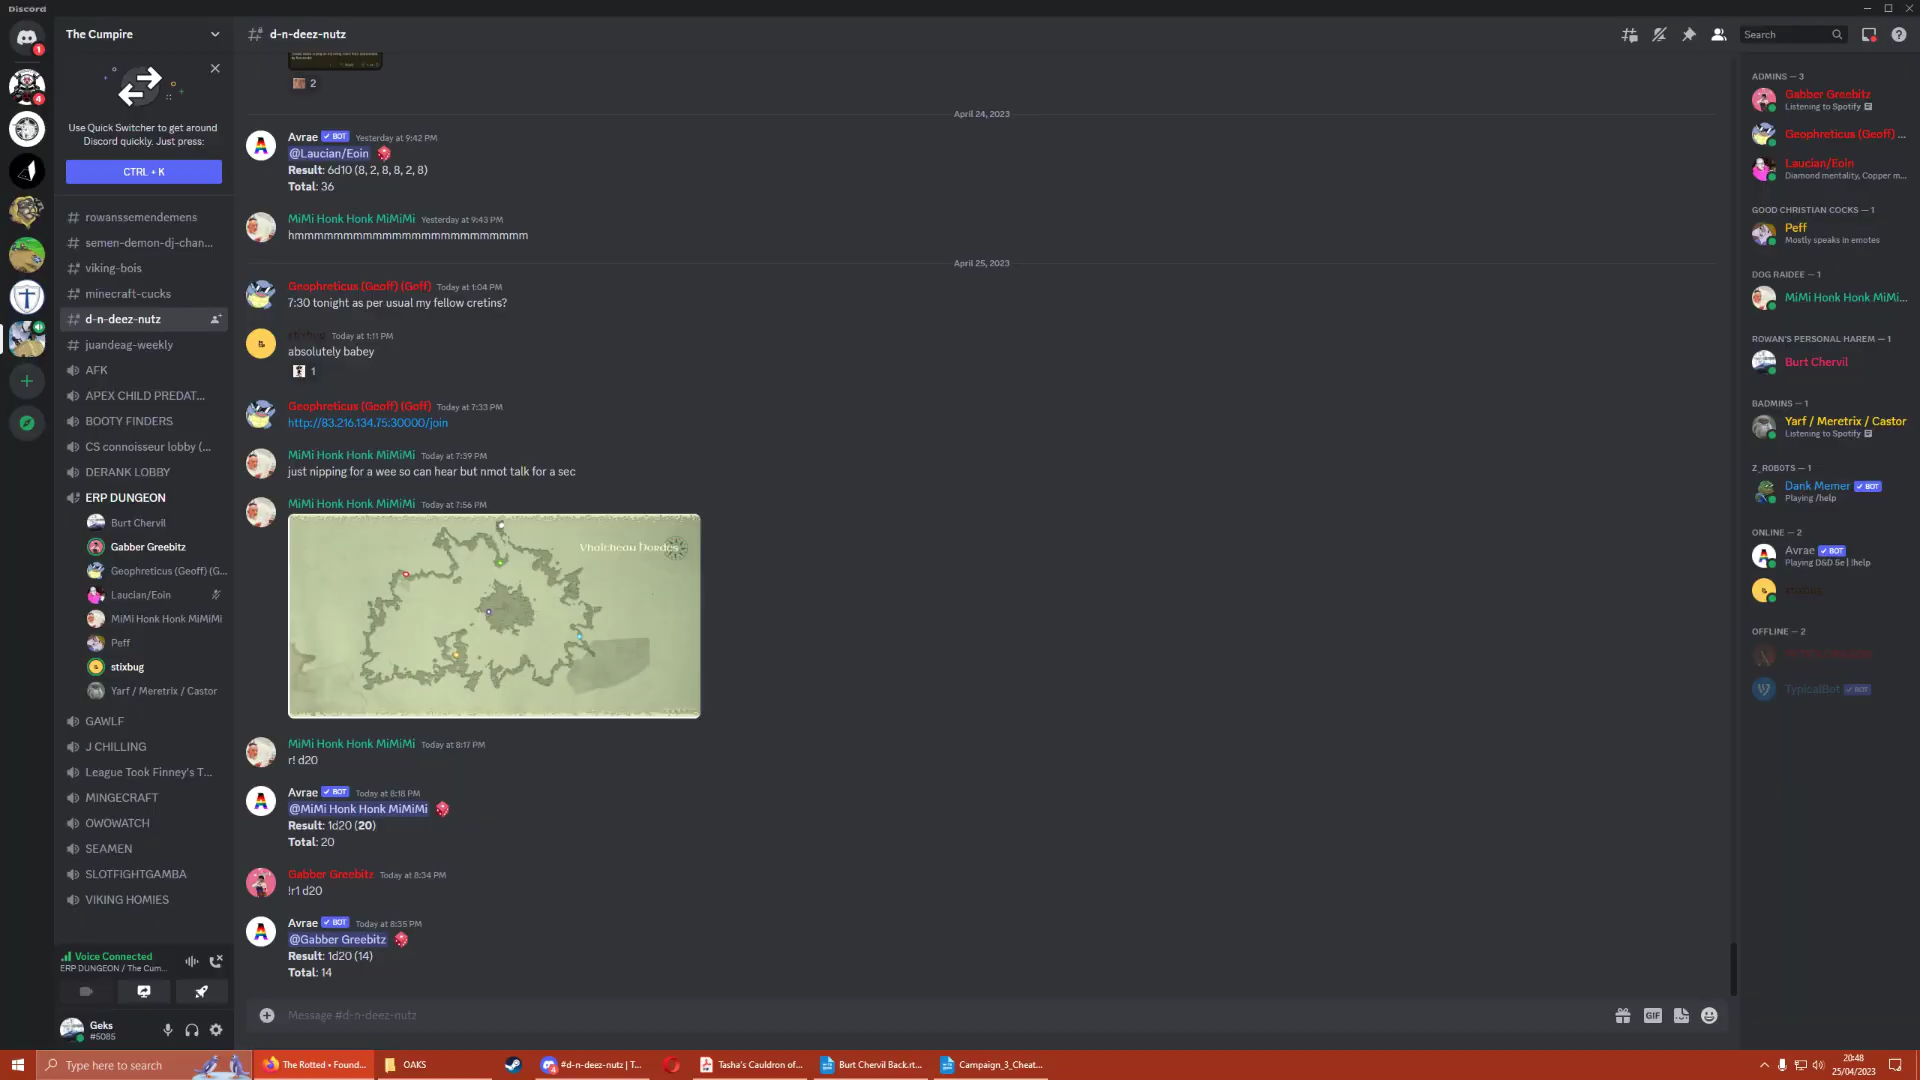 Discord
The Cumpire
d-n-deez-nutz
Search
1
4
Use Quick Switcher to get around
Discord quickly. Just press:
CTRL + K
rowanssemendemens
semen-demon-dj-chan...
viking-bois
minecraft-cucks
d-n-deez-nutz
juandeag-weekly
AFK
APEX CHILD PREDAT...
BOOTY FINDERS
CS connoisseur lobby (...
DERANK LOBBY
ERP DUNGEON
Burt Chervil
Gabber Greebitz
Geophreticus (Geoff) (G...
Laucian/Eoin
MiMi Honk Honk MiMiMi
Peff
stixbug
Yarf / Meretrix / Castor
GAWLF
J CHILLING
League Took Finney's T...
MINGECRAFT
OWOWATCH
SEAMEN
SLOTFIGHTGAMBA
VIKING HOMIES
Voice Connected
ERP DUNGEON / The Cum...
Geks
#5085
2
April 24, 2023
Avrae BOT Yesterday at 9:42 PM
@Laucian/Eoin
Result: 6d10 (8, 2, 8, 8, 2, 8)
Total: 36
MiMi Honk Honk MiMiMi Yesterday at 9:43 PM
hmmmmmmmmmmmmmmmmmmmmmmmm
April 25, 2023
Geophreticus (Geoff) (Goff) Today at 1:04 PM
7:30 tonight as per usual my fellow cretins?
stixbug Today at 1:11 PM
absolutely babey
1
Geophreticus (Geoff) (Goff) Today at 7:33 PM
http://83.216.134.75:30000/join
MiMi Honk Honk MiMiMi Today at 7:39 PM
just nipping for a wee so can hear but nmot talk for a sec
MiMi Honk Honk MiMiMi Today at 7:56 PM
MiMi Honk Honk MiMiMi Today at 8:17 PM
r! d20
Avrae BOT Today at 8:18 PM
@MiMi Honk Honk MiMiMi
Result: 1d20 (20)
Total: 20
Gabber Greebitz Today at 8:34 PM
!r1 d20
Avrae BOT Today at 8:35 PM
@Gabber Greebitz
Result: 1d20 (14)
Total: 14
Message #d-n-deez-nutz
GIF
ADMINS — 3
Gabber Greebitz
Listening to Spotify
Geophreticus (Geoff) ...
Laucian/Eoin
Diamond mentality, Copper m...
GOOD CHRISTIAN COCKS — 1
Peff
Mostly speaks in emotes
DOG RAIDEE — 1
MiMi Honk Honk MiMi...
ROWAN'S PERSONAL HAREM — 1
Burt Chervil
BADMINS — 1
Yarf / Meretrix / Castor
Listening to Spotify
Z_ROBOTS — 1
Dank Memer BOT
Playing /help
ONLINE — 2
Avrae BOT
Playing D&D 5e | !help
stixbug
OFFLINE — 2
TypicalBot BOT
Type here to search
The Rotted • Found...
OAKS
#d-n-deez-nutz | T...
Tasha's Cauldron of...
Burt Chervil Back.rt...
Campaign_3_Cheat...
20:48
25/04/2023